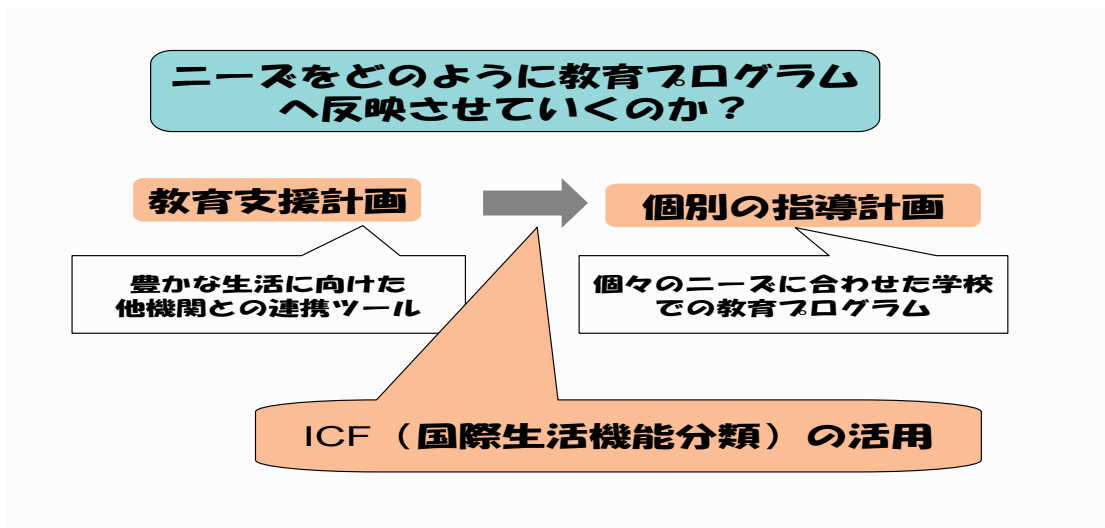 ニーズをどのように教育プログラム
へ反映させていくのか？
教育支援計画
個別の指導計画
豊かな生活に向けた
他機関との連携ツール
個々のニーズに合わせた学校
での教育プログラム
ICF（国際生活機能分類）の活用